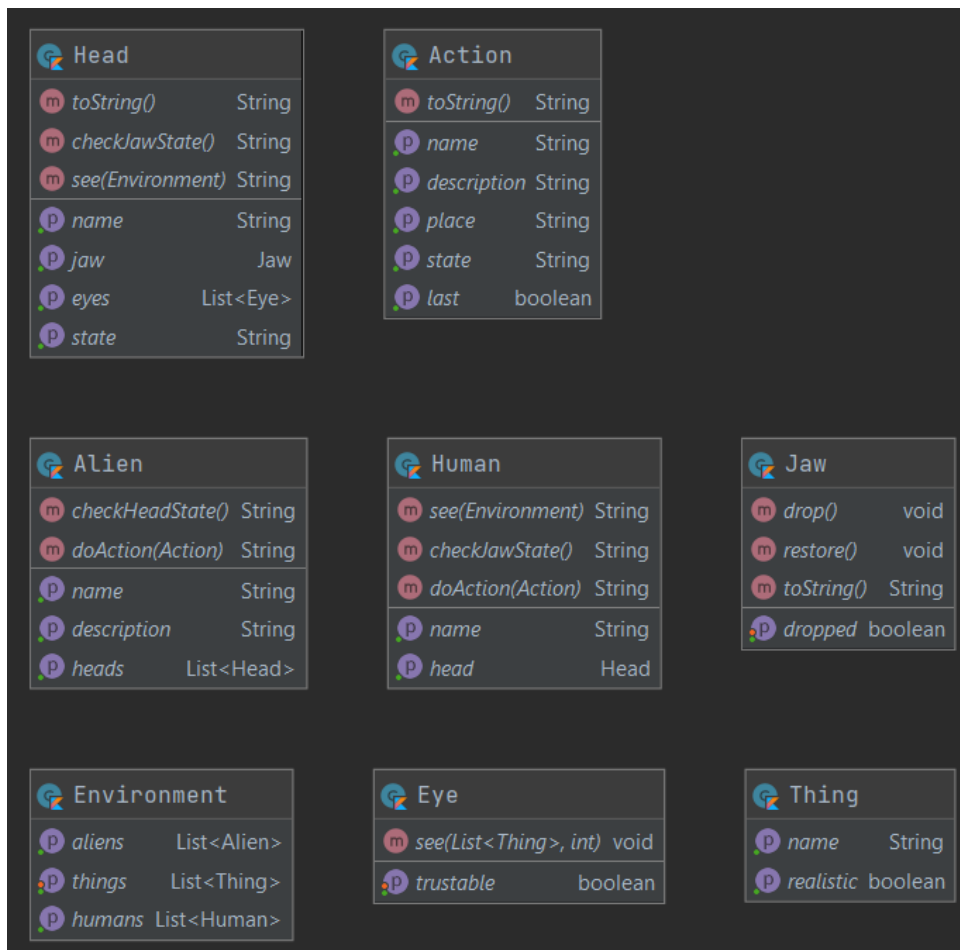 Head
toString() String
checkJawState() String
see(Environment) String
name String
jaw Jaw
eyes List<Eye>
state String
Action
toString() String
name String
description String
place String
state String
last boolean
Alien
checkHeadState() String
doAction(Action) String
name String
description String
heads List<Head>
Human
see(Environment) String
checkJawState() String
doAction(Action) String
name String
head Head
Jaw
drop() void
restore() void
toString() String
dropped boolean
Environment
aliens List<Alien>
things List<Thing>
humans List<Human>
Eye
see(List<Thing>, int) void
trustable boolean
Thing
name String
realistic boolean